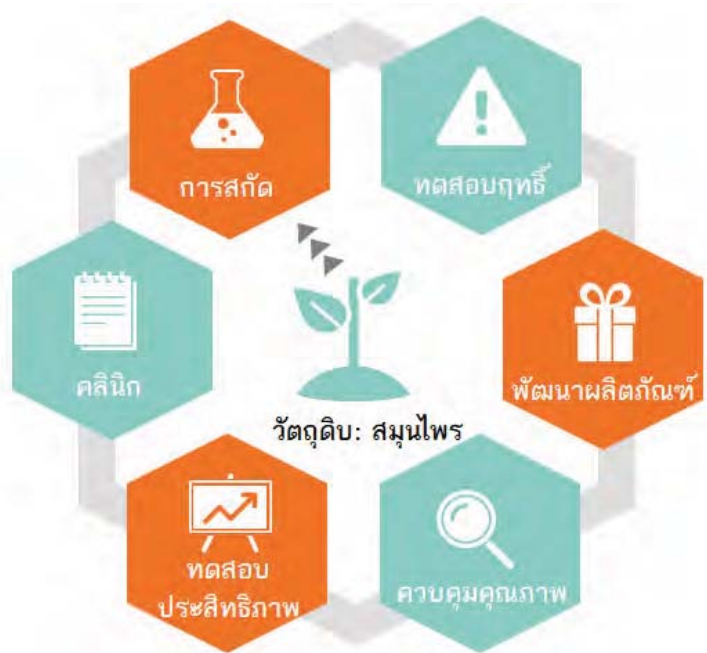 การสกัด
ทดสอบฤทธิ์
คลินิก
พัฒนาผลิตภัณฑ์
วัตถุดิบ: สมุนไพร
ทดสอบ
ประสิทธิภาพ
ควบคุมคุณภาพ